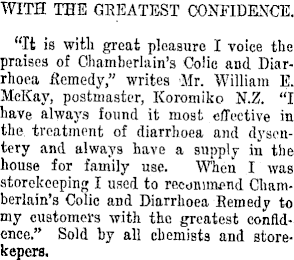 WITH THE GREATEST CONFIDENCE.
"It is with great pleasure I voice the
praises of Chamberlain's Colic and Diar-
rhoea Remedy," writes Mr. William E.
McKay, postmaster, Koromiko N.Z. "I
have always found it most effective in
the treatment of diarrhoea and dysen-
tery and always have a supply in the
house for family use. When I was
storekeeping I used to recommend Cham-
berlain's Colic and Diarrhoea Remedy to
my customers with the greatest confid-
ence." Sold by all chemists and store-
kepers.